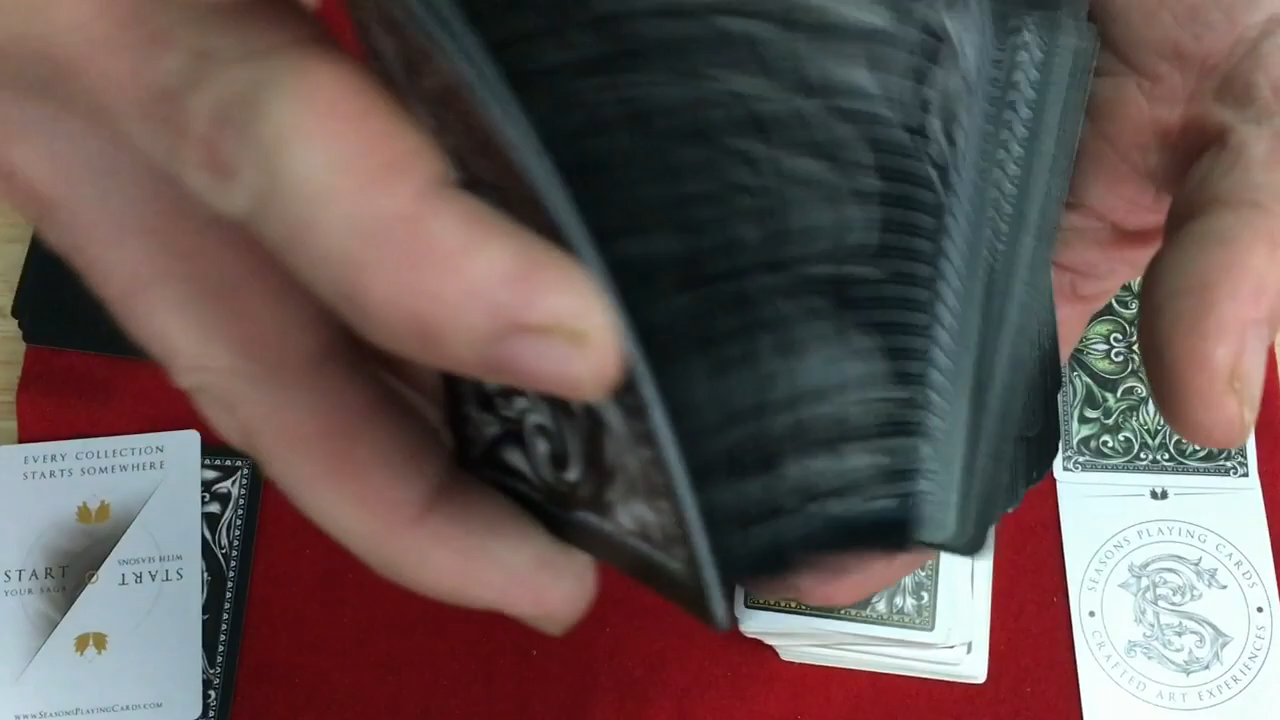 EVERY COLLECTION
STARTS SOMEWHERE
START
YOUR SAGA
START
WITH SEASONS
WWW.SEASONSPLAYINGCARDS.COM
SEASONS PLAYING CARDS
CRAFTED ART EXPERIENCES